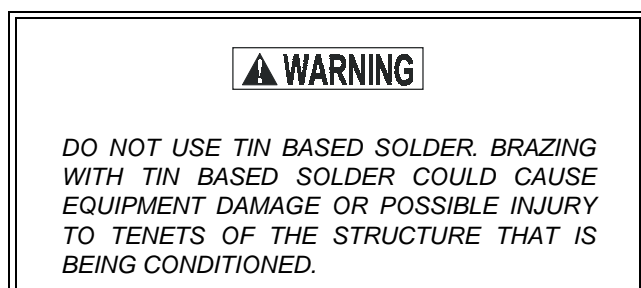 WARNING
DO NOT USE TIN BASED SOLDER. BRAZING
WITH TIN BASED SOLDER COULD CAUSE
EQUIPMENT DAMAGE OR POSSIBLE INJURY
TO TENETS OF THE STRUCTURE THAT IS
BEING CONDITIONED.